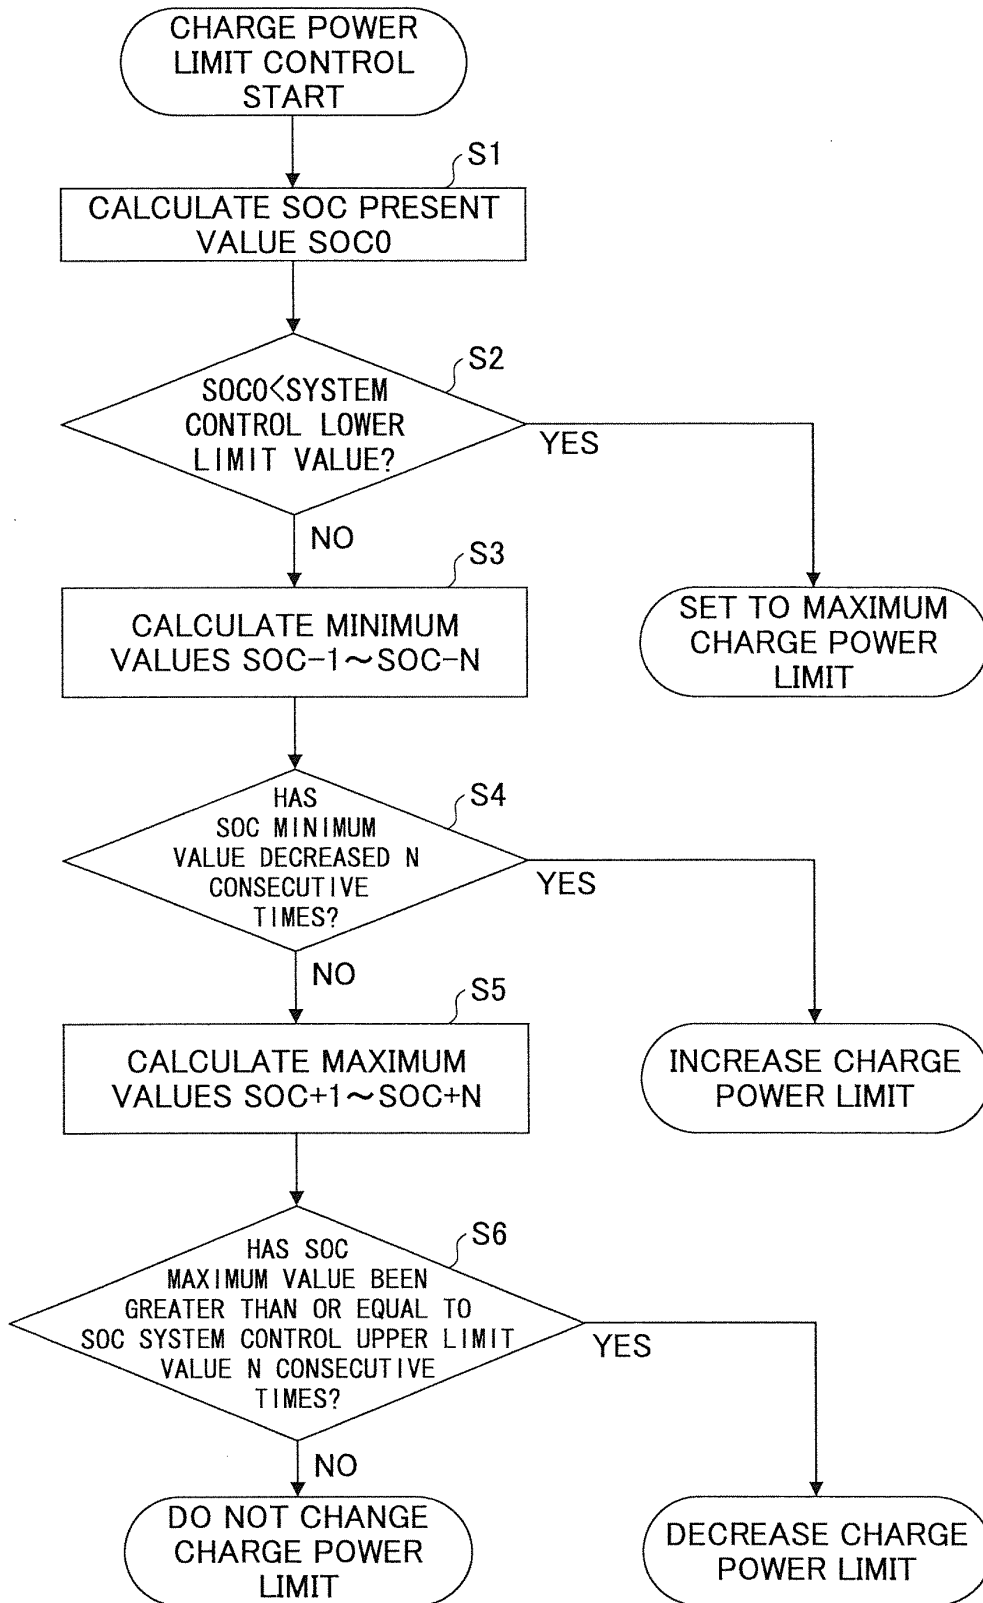 CHARGE POWER
LIMIT CONTROL
START
S1
CALCULATE SOC PRESENT
VALUE SOC0
S2
SOC0<SYSTEM
CONTROL LOWER
LIMIT VALUE?
YES
NO
S3
CALCULATE MINIMUM
VALUES SOC-1~SOC-N
SET TO MAXIMUM
CHARGE POWER
LIMIT
S4
HAS
SOC MINIMUM
VALUE DECREASED N
CONSECUTIVE
TIMES?
YES
NO
S5
CALCULATE MAXIMUM
VALUES SOC+1~SOC+N
INCREASE CHARGE
POWER LIMIT
S6
HAS SOC
MAXIMUM VALUE BEEN
GREATER THAN OR EQUAL TO
SOC SYSTEM CONTROL UPPER LIMIT
VALUE N CONSECUTIVE
TIMES?
YES
NO
DO NOT CHANGE
CHARGE POWER
LIMIT
DECREASE CHARGE
POWER LIMIT